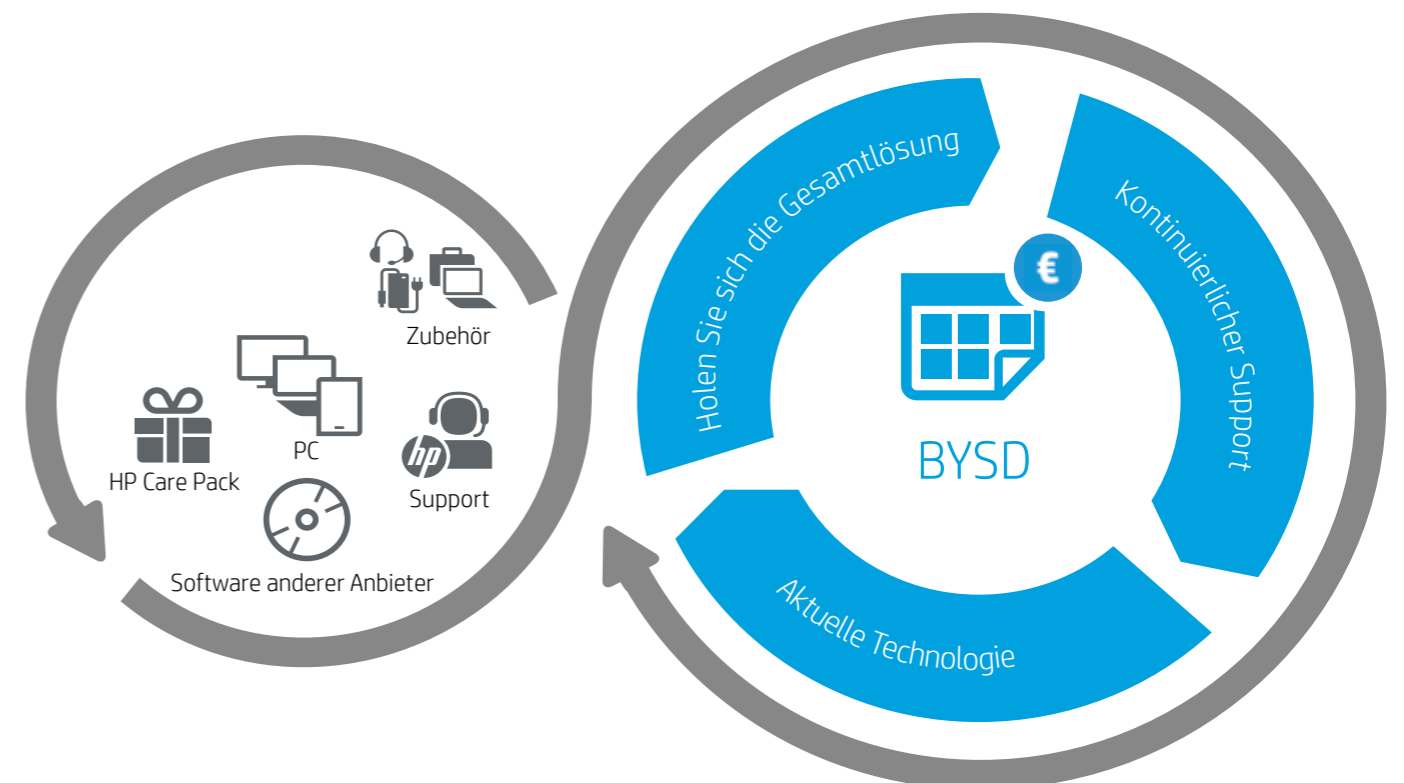 Zubehör
PC
HP Care Pack
hp
Support
Software anderer Anbieter
Holen Sie sich die Gesamtlösung
Kontinuierlicher Support
Aktuelle Technologie
€
BYSD